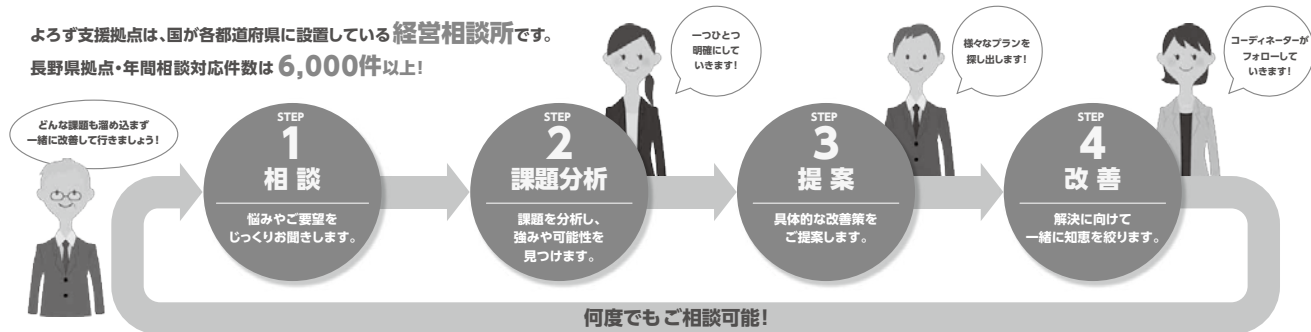 よろず支援拠点は、国が各都道府県に設置している経営相談所です。
長野県拠点・年間相談対応件数は6,000件以上!
どんな課題も溜め込まず
一緒に改善して行きましょう!
STEP
1
相談
悩みやご要望を
じっくりお聞きします。
一つひとつ
明確にして
いきます!
STEP
2
課題分析
課題を分析し、
強みや可能性を
見つけます。
様々なプランを
探し出します!
STEP
3
提案
具体的な改善策を
ご提案します。
コーディネーターが
フォローして
いきます!
STEP
4
改善
解決に向けて
一緒に知恵を絞ります。
何度でもご相談可能!